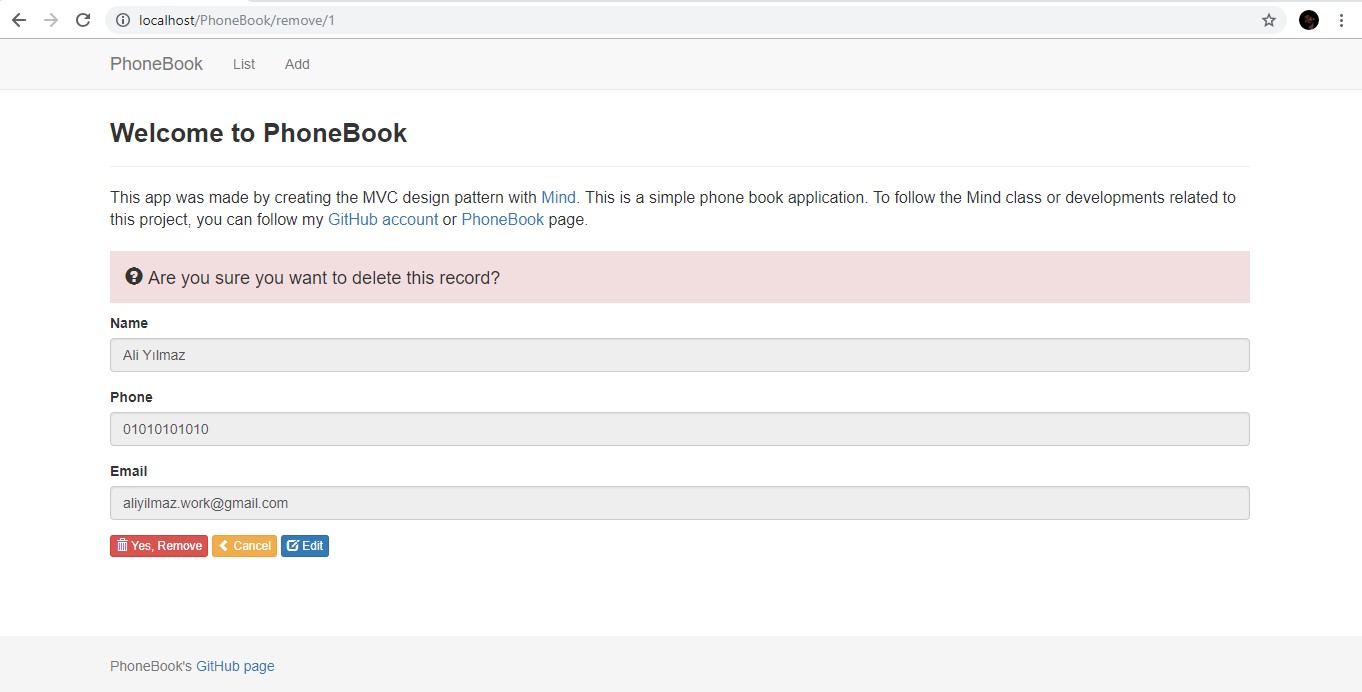 localhost/PhoneBook/remove/1
PhoneBook List Add
Welcome to PhoneBook
This app was made by creating the MVC design pattern with Mind. This is a simple phone book application. To follow the Mind class or developments related to
this project, you can follow my GitHub account or PhoneBook page.
Are you sure you want to delete this record?
Name
Ali Yılmaz
Phone
01010101010
Email
aliyilmaz.work@gmail.com
Yes, Remove Cancel Edit
PhoneBook's GitHub page